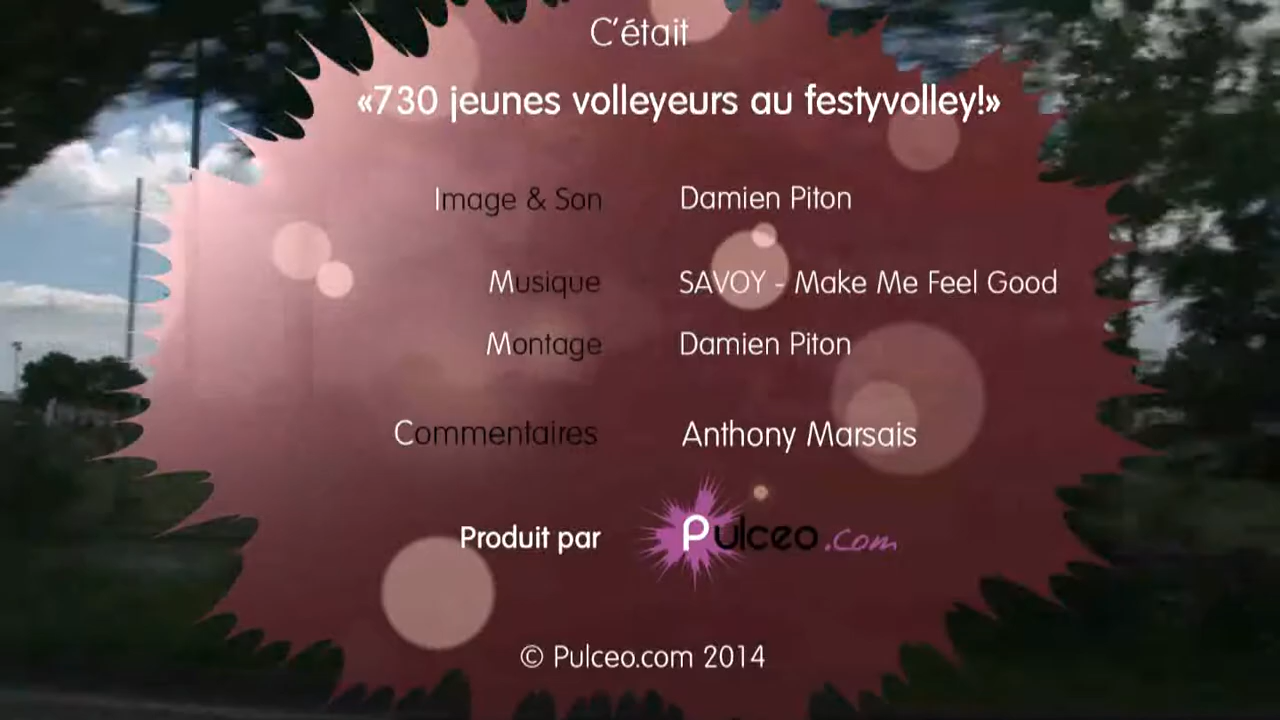 C'était
«730 jeunes volleyeurs au festyvolley!»
Image & Son Damien Piton
Musique SAVOY - Make Me Feel Good
Montage Damien Piton
Commentaires Anthony Marsais
Produit par Pulceo.com
© Pulceo.com 2014